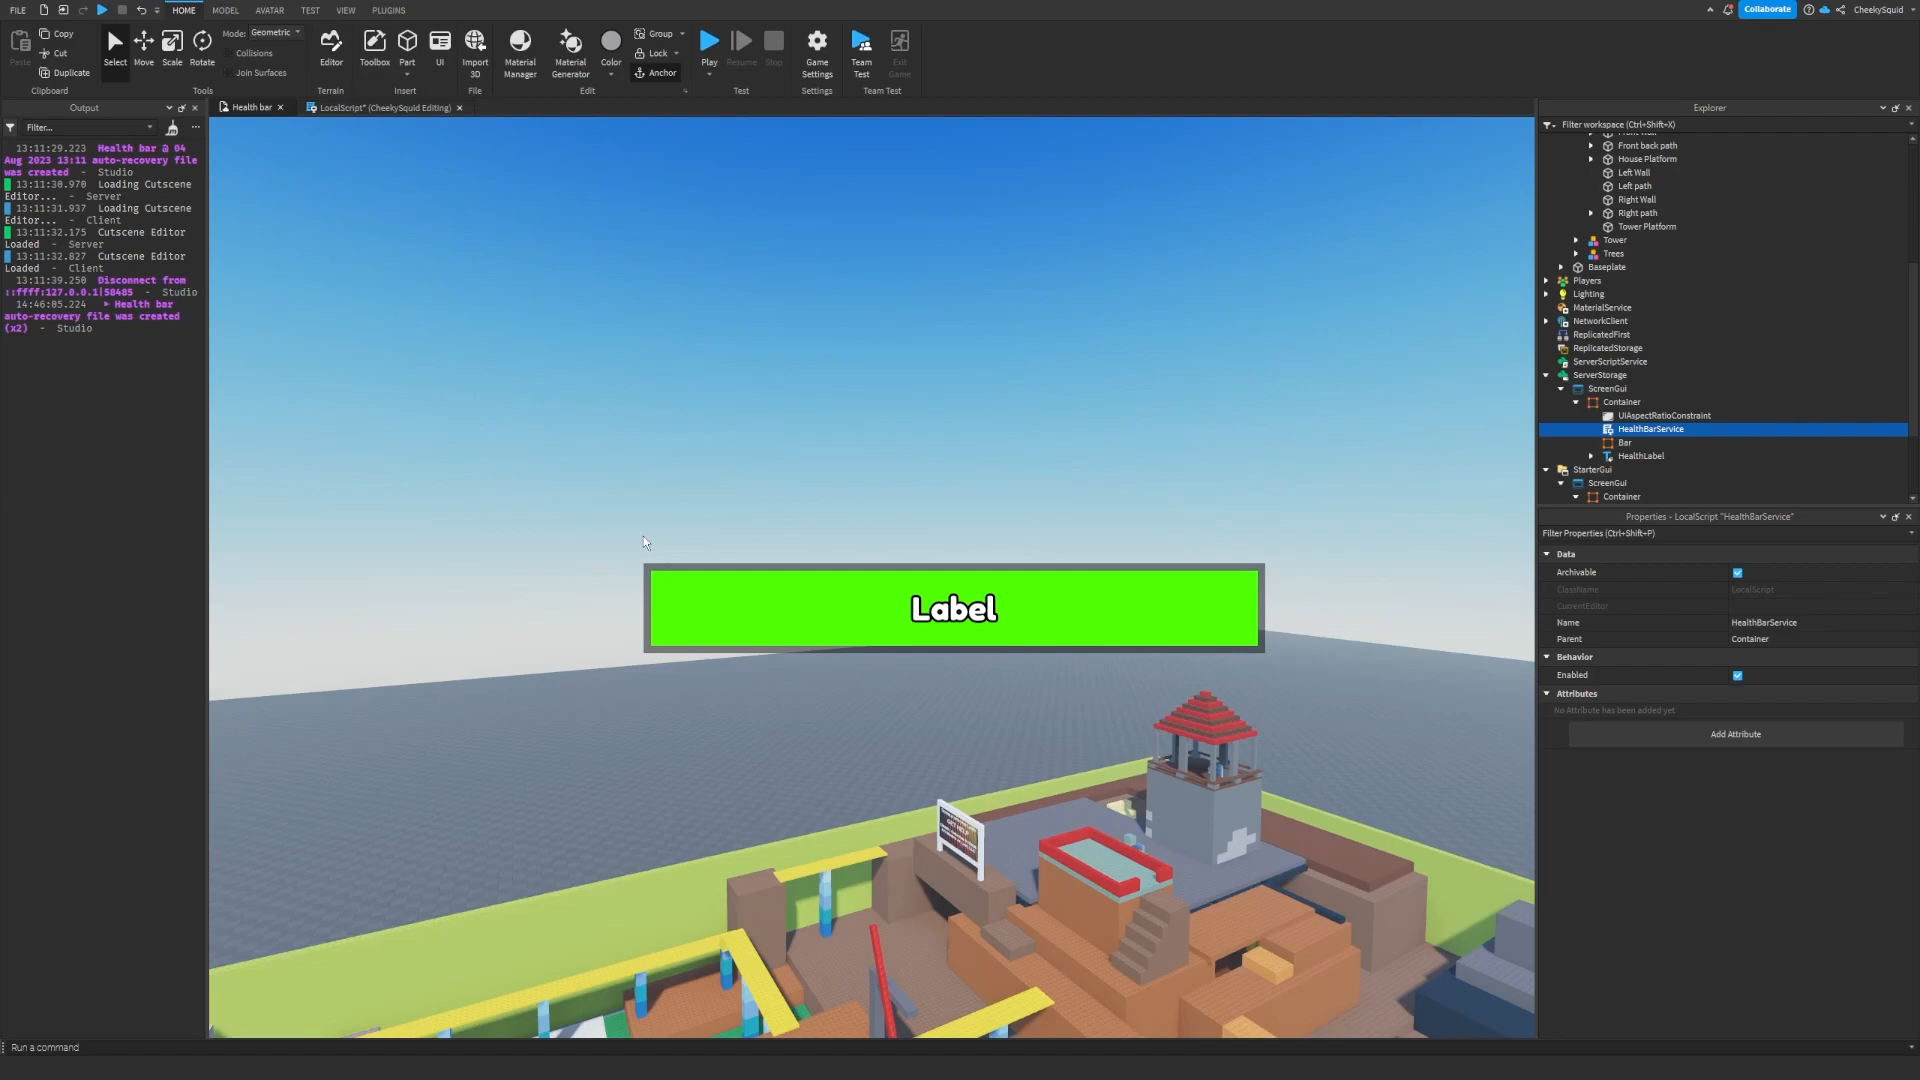 FILE
HOME
MODEL
AVATAR
TEST
VIEW
PLUGINS
Collaborate
CheekySquid
Paste
Copy
Cut
Duplicate
Clipboard
Select
Move
Scale
Rotate
Mode: Geometric
Collisions
Join Surfaces
Tools
Editor
Terrain
Toolbox
Part
UI
Insert
Import
3D
File
Material
Manager
Material
Generator
Color
Group
Lock
Anchor
Edit
Play
Resume
Stop
Test
Game
Settings
Settings
Team
Test
Exit
Game
Team Test
Output
Filter...
13:11:29.223 Health bar @ 04
Aug 2023 13:11 auto-recovery file
was created - Studio
13:11:30.970 Loading Cutscene
Editor... - Server
13:11:31.937 Loading Cutscene
Editor... - Client
13:11:32.175 Cutscene Editor
Loaded - Server
13:11:32.827 Cutscene Editor
Loaded - Client
13:11:39.250 Disconnect from
::ffff:127.0.0.1|58485 - Studio
14:46:05.224 Health bar
auto-recovery file was created
(x2) - Studio
Health bar
LocalScript* (CheekySquid Editing)
Label
Explorer
Filter workspace (Ctrl+Shift+X)
Front Wall
Front back path
House Platform
Left Wall
Left path
Right Wall
Right path
Tower Platform
Tower
Trees
Baseplate
Players
Lighting
MaterialService
NetworkClient
ReplicatedFirst
ReplicatedStorage
ServerScriptService
ServerStorage
ScreenGui
Container
UIAspectRatioConstraint
HealthBarService
Bar
HealthLabel
StarterGui
ScreenGui
Container
Properties - LocalScript "HealthBarService"
Filter Properties (Ctrl+Shift+P)
Data
Archivable
ClassName LocalScript
CurrentEditor
Name HealthBarService
Parent Container
Behavior
Enabled
Attributes
No Attribute has been added yet
Add Attribute
Run a command